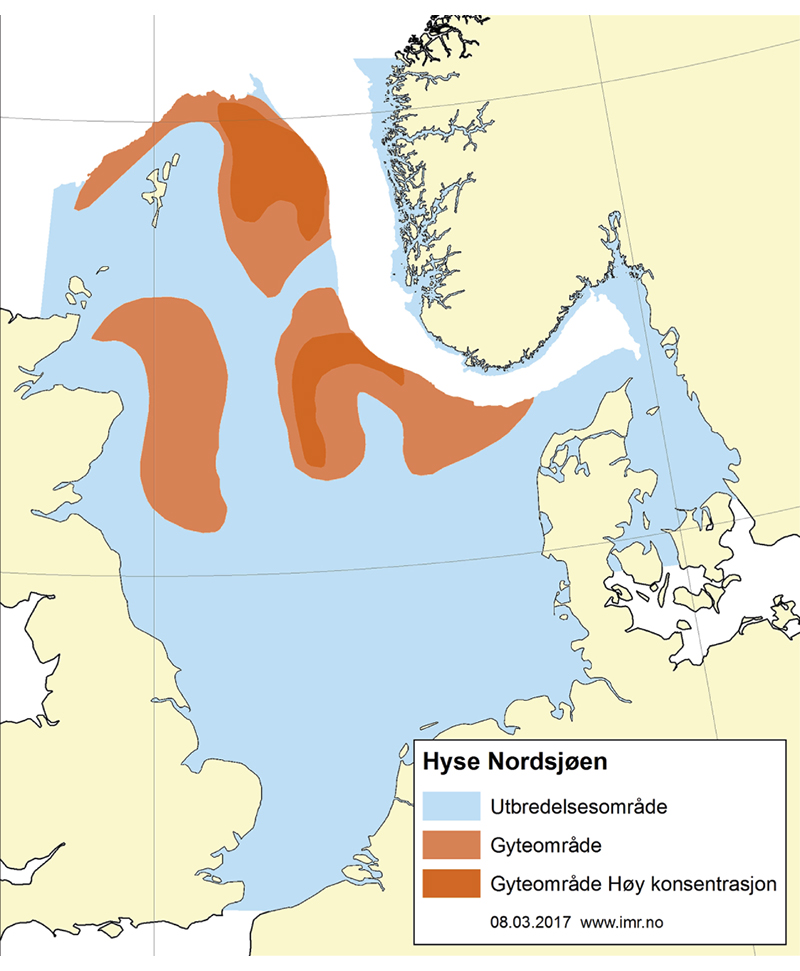 Hyse Nordsjøen
Utbredelsesområde
Gyteområde
Gyteområde Høy konsentrasjon
08.03.2017 www.imr.no